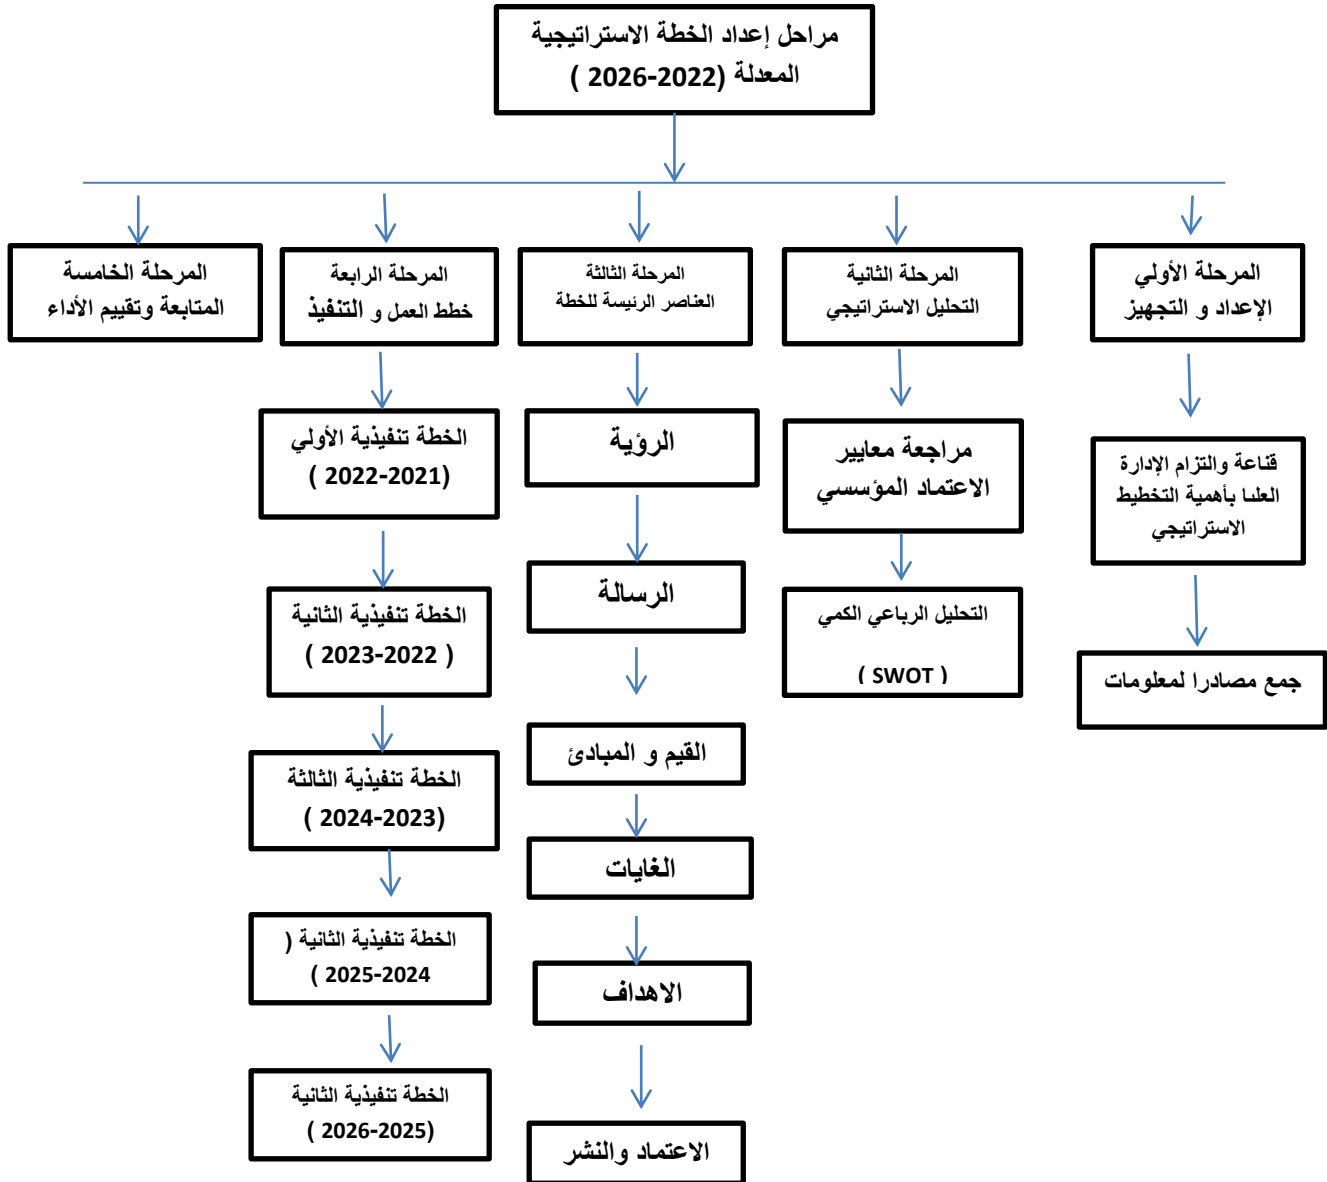 مراحل إعداد الخطة الاستراتيجية
المعدلة (2022-2026 )
المرحلة الأولي
الإعداد و التجهيز
قناعة والتزام الإدارة
العليا بأهمية التخطيط
الاستراتيجي
جمع مصادرا لمعلومات
المرحلة الثانية
التحليل الاستراتيجي
مراجعة معايير
الاعتماد المؤسسي
التحليل الرباعي الكمي
( SWOT )
المرحلة الثالثة
العناصر الرئيسة للخطة
الرؤية
الرسالة
القيم و المبادئ
الغايات
الاهداف
الاعتماد والنشر
المرحلة الرابعة
خطط العمل و التنفيذ
الخطة تنفيذية الأولي
(2021-2022 )
الخطة تنفيذية الثانية
( 2022-2023 )
الخطة تنفيذية الثالثة
(2023-2024 )
الخطة تنفيذية الثانية (
2024-2025 )
الخطة تنفيذية الثانية
(2025-2026 )
المرحلة الخامسة
المتابعة وتقييم الأداء